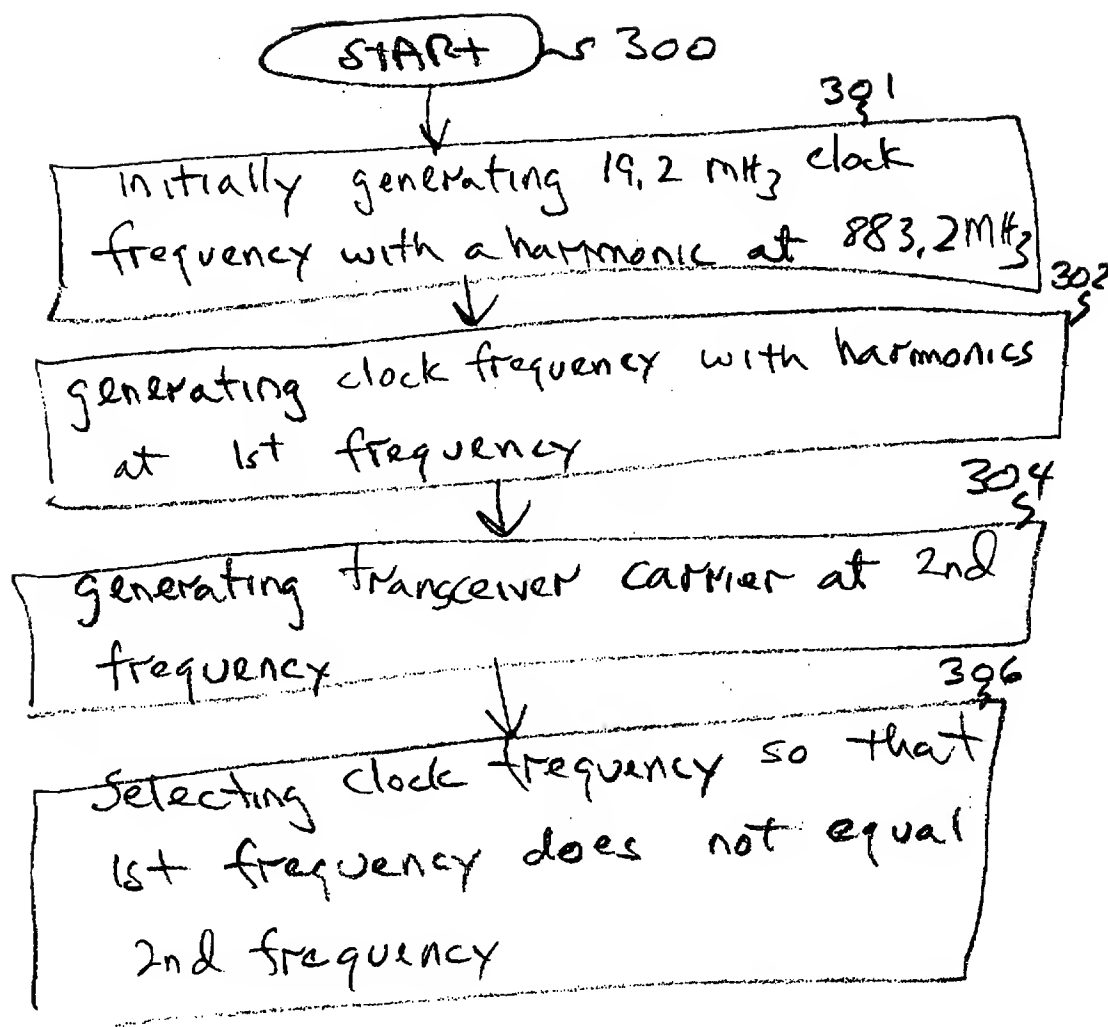 START 300
301
initially generating 19.2 MHz clock
frequency with a harmonic at 883.2MHz
302
generating clock frequency with harmonics
at 1st frequency
304
generating transceiver carrier at 2nd
frequency
306
Selecting clock frequency so that
1st frequency does not equal
2nd frequency